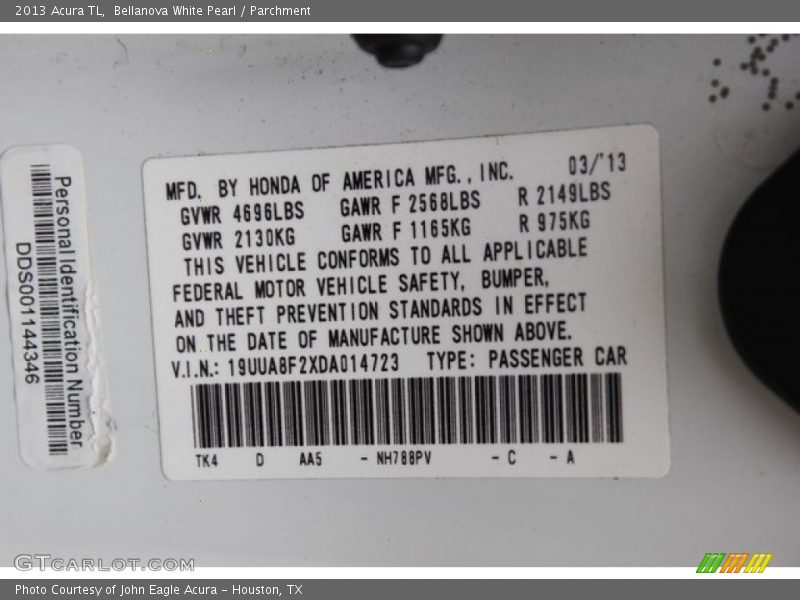 2013 Acura TL, Bellanova White Pearl / Parchment
Personal Identification Number
DDS001144346
MFD. BY HONDA OF AMERICA MFG., INC. 03/'13
GVWR 4696LBS GAWR F 2568LBS R 2149LBS
GVWR 2130KG GAWR F 1165KG R 975KG
THIS VEHICLE CONFORMS TO ALL APPLICABLE
FEDERAL MOTOR VEHICLE SAFETY, BUMPER,
AND THEFT PREVENTION STANDARDS IN EFFECT
ON THE DATE OF MANUFACTURE SHOWN ABOVE.
V.I.N.: 19UUA8F2XDA014723 TYPE: PASSENGER CAR
TK4 D AA5 - NH788PV - C - A
GTCARLOT.COM
Photo Courtesy of John Eagle Acura - Houston, TX